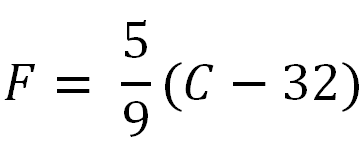 F = 5/9 (C − 32)